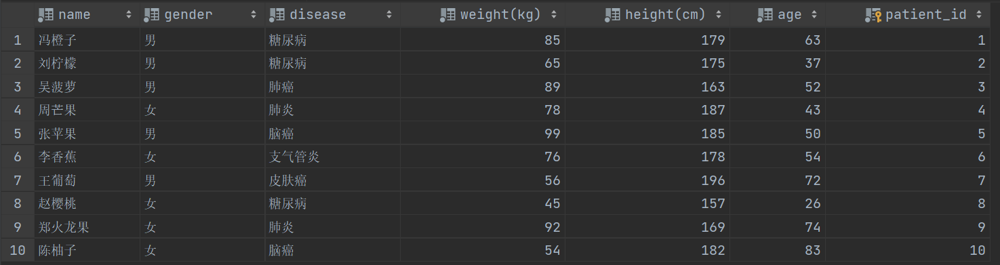 name gender disease weight(kg) height(cm) age patient_id
1 冯橙子 男 糖尿病 85 179 63 1
2 刘柠檬 男 糖尿病 65 175 37 2
3 吴菠萝 男 肺癌 89 163 52 3
4 周芒果 女 肺炎 78 187 43 4
5 张苹果 男 脑癌 99 185 50 5
6 李香蕉 女 支气管炎 76 178 54 6
7 王葡萄 男 皮肤癌 56 196 72 7
8 赵樱桃 女 糖尿病 45 157 26 8
9 郑火龙果 女 肺炎 92 169 74 9
10 陈柚子 女 脑癌 54 182 83 10